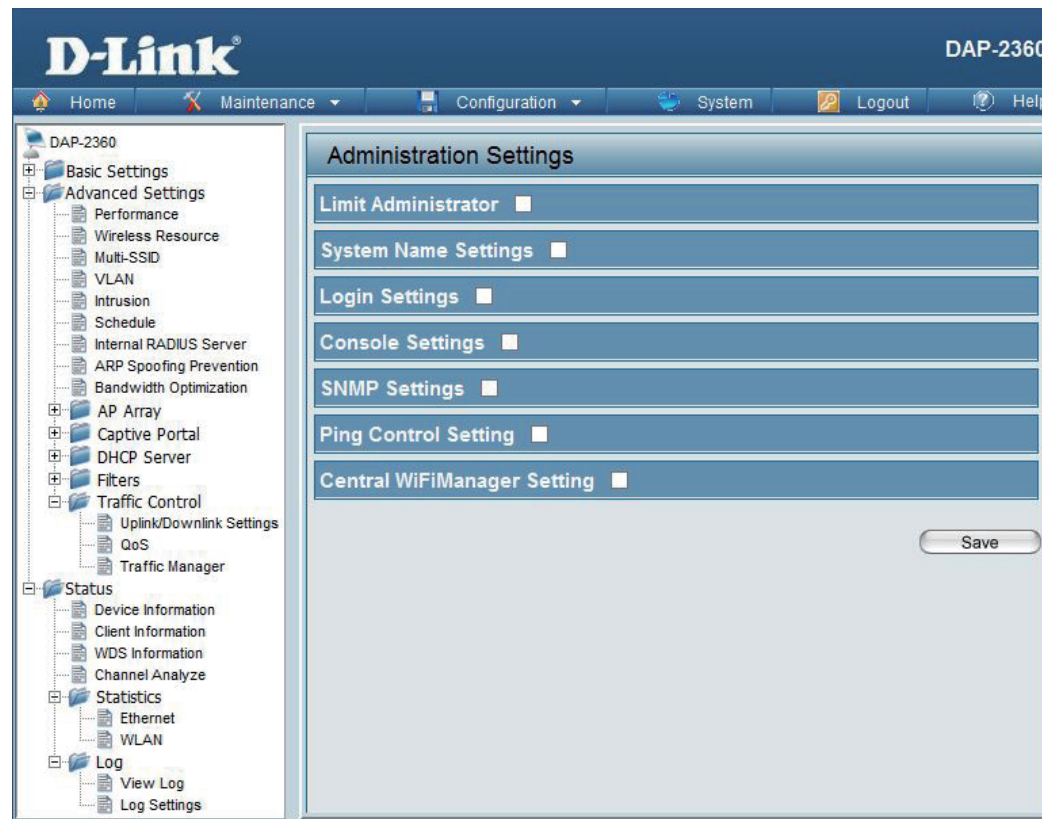 D-Link®
DAP-2360
Home
Maintenance
Configuration
System
Logout
Help
DAP-2360
Basic Settings
Advanced Settings
Performance
Wireless Resource
Multi-SSID
VLAN
Intrusion
Schedule
Internal RADIUS Server
ARP Spoofing Prevention
Bandwidth Optimization
AP Array
Captive Portal
DHCP Server
Filters
Traffic Control
Uplink/Downlink Settings
QoS
Traffic Manager
Status
Device Information
Client Information
WDS Information
Channel Analyze
Statistics
Ethernet
WLAN
Log
View Log
Log Settings
Administration Settings
Limit Administrator
System Name Settings
Login Settings
Console Settings
SNMP Settings
Ping Control Setting
Central WiFiManager Setting
Save